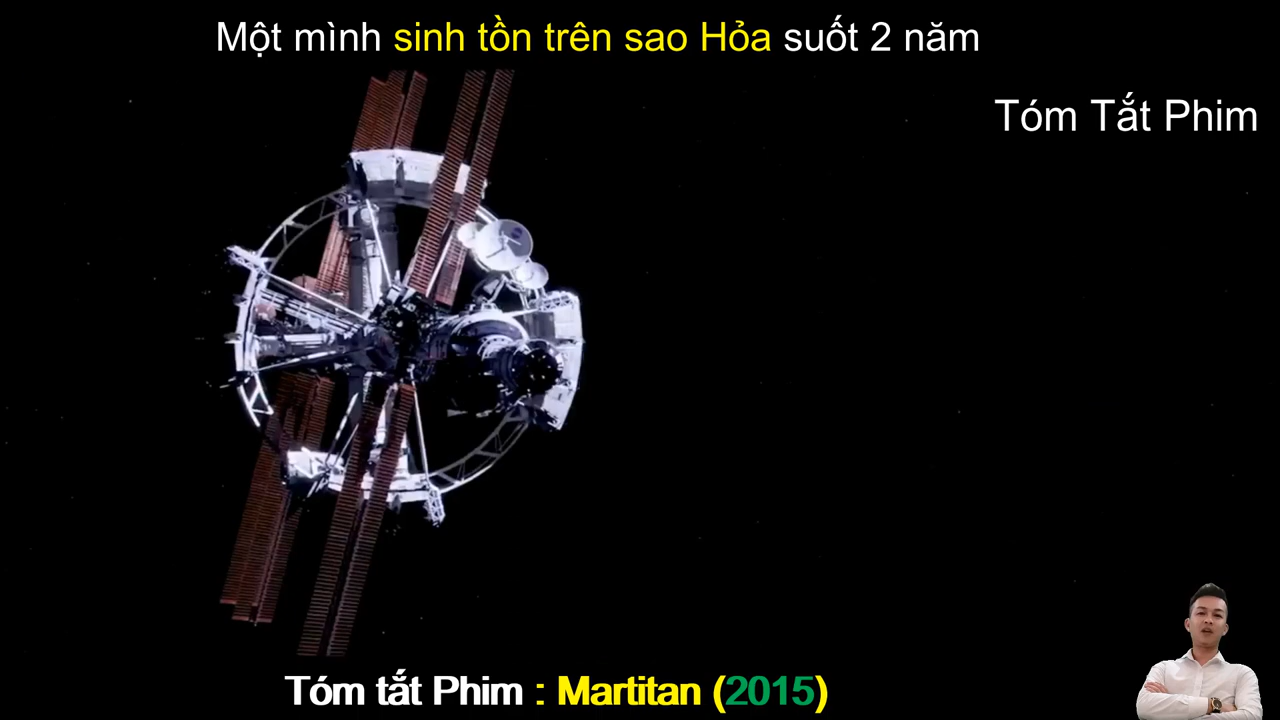 Một mình sinh tồn trên sao Hỏa suốt 2 năm
Tóm Tắt Phim
Tóm tắt Phim : Martitan (2015)